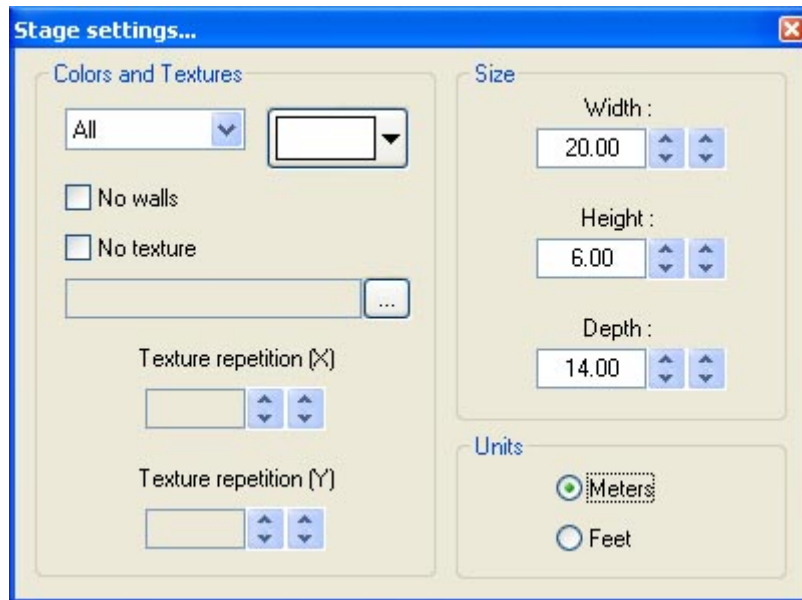 Stage settings...
Colors and Textures
All
No walls
No texture
...
Texture repetition (X)
Texture repetition (Y)
Size
Width :
20.00
Height :
6.00
Depth :
14.00
Units
Meters
Feet